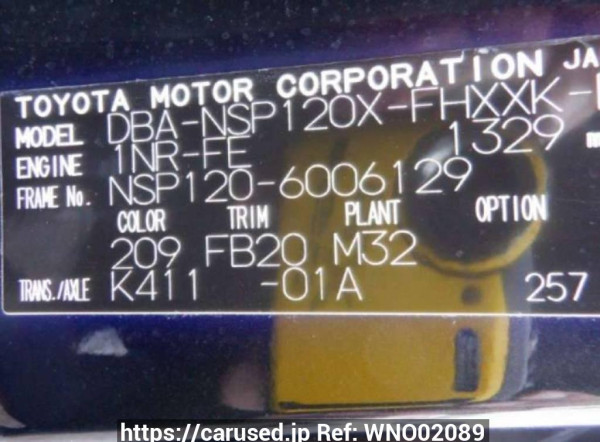 TOYOTA MOTOR CORPORATION JA
MODEL DBA-NSP120X-FHXXK-
ENGINE 1NR-FE 1329
FRAME No. NSP120-6006129
COLOR TRIM PLANT OPTION
209 FB20 M32
TRANS./AXLE K411 -01A 257
https://carused.jp Ref: WNO02089